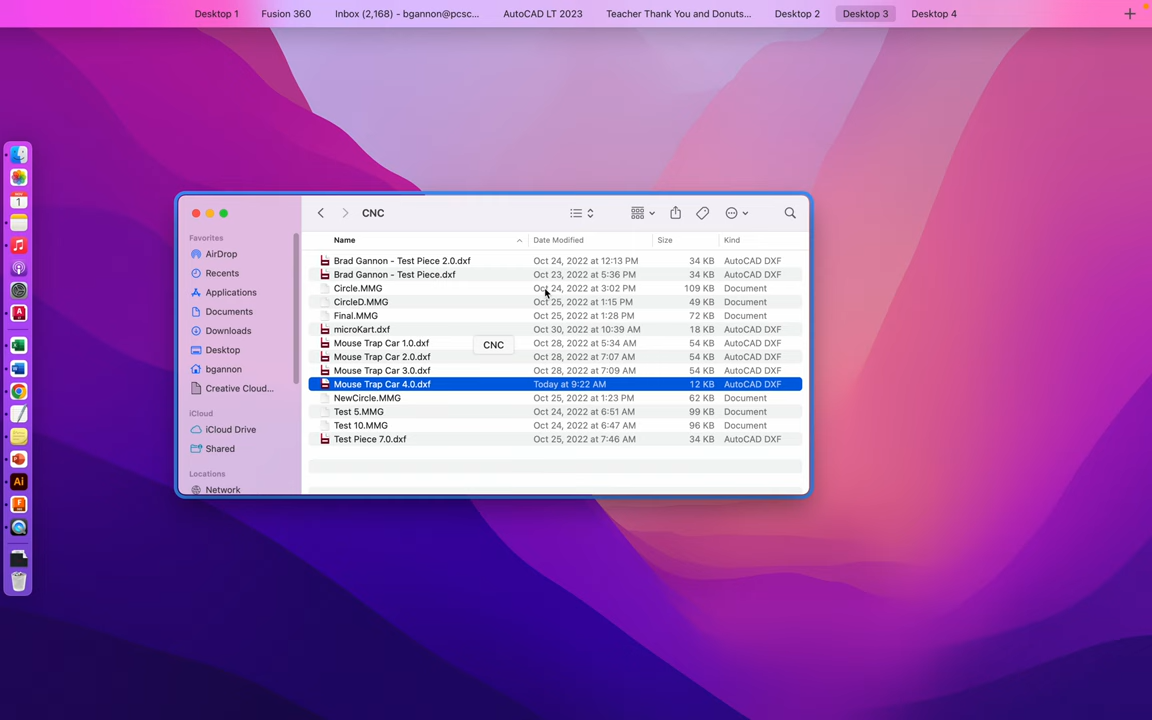 Desktop 1 Fusion 360 Inbox (2,168) - bgannon@pcsc... AutoCAD LT 2023 Teacher Thank You and Donuts... Desktop 2 Desktop 3 Desktop 4
CNC
Favorites
AirDrop
Recents
Applications
Documents
Downloads
Desktop
bgannon
Creative Cloud...
iCloud
iCloud Drive
Shared
Locations
Network
Name Date Modified Size Kind
Brad Gannon - Test Piece 2.0.dxf Oct 24, 2022 at 12:13 PM 34 KB AutoCAD DXF
Brad Gannon - Test Piece.dxf Oct 23, 2022 at 5:36 PM 34 KB AutoCAD DXF
Circle.MMG Oct 24, 2022 at 3:02 PM 109 KB Document
CircleD.MMG Oct 25, 2022 at 1:15 PM 49 KB Document
Final.MMG Oct 25, 2022 at 1:28 PM 72 KB Document
microKart.dxf Oct 30, 2022 at 10:39 AM 18 KB AutoCAD DXF
Mouse Trap Car 1.0.dxf Oct 28, 2022 at 5:34 AM 54 KB AutoCAD DXF
CNC
Mouse Trap Car 2.0.dxf Oct 28, 2022 at 7:07 AM 54 KB AutoCAD DXF
Mouse Trap Car 3.0.dxf Oct 28, 2022 at 7:09 AM 54 KB AutoCAD DXF
Mouse Trap Car 4.0.dxf Today at 9:22 AM 12 KB AutoCAD DXF
NewCircle.MMG Oct 25, 2022 at 1:23 PM 62 KB Document
Test 5.MMG Oct 24, 2022 at 6:51 AM 99 KB Document
Test 10.MMG Oct 24, 2022 at 6:47 AM 96 KB Document
Test Piece 7.0.dxf Oct 25, 2022 at 7:46 AM 34 KB AutoCAD DXF
1
Ai